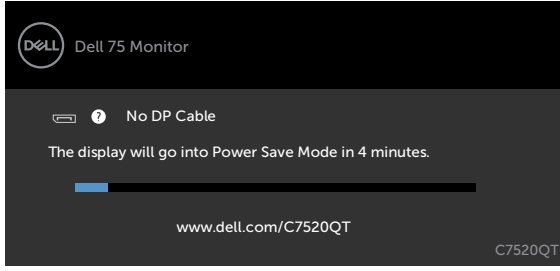 DELL Dell 75 Monitor
? No DP Cable
The display will go into Power Save Mode in 4 minutes.
www.dell.com/C7520QT
C7520QT